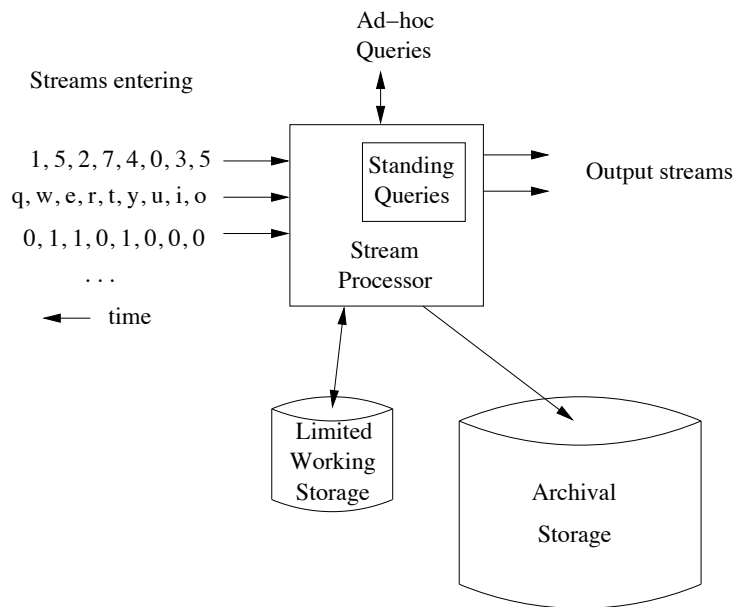 Ad−hoc
Queries
Streams entering
1, 5, 2, 7, 4, 0, 3, 5
q, w, e, r, t, y, u, i, o
0, 1, 1, 0, 1, 0, 0, 0
. . .
time
Standing
Queries
Stream
Processor
Output streams
Limited
Working
Storage
Archival
Storage